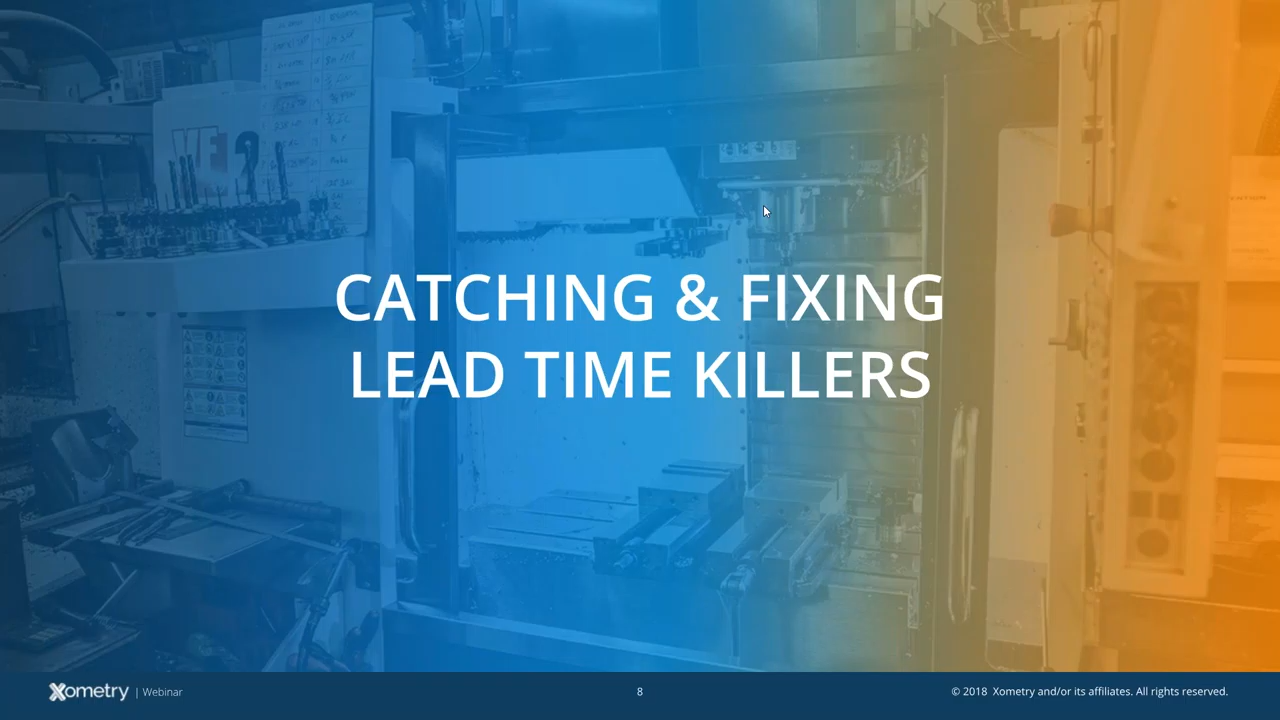 CATCHING & FIXING
LEAD TIME KILLERS
Xometry | Webinar
8
© 2018 Xometry and/or its affiliates. All rights reserved.